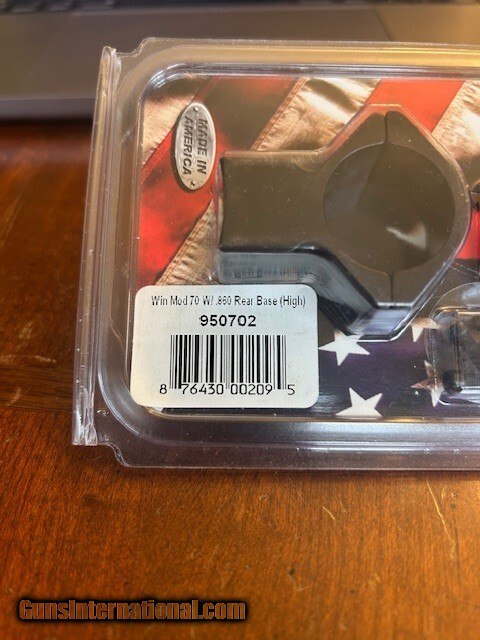 MADE IN
AMERICA
Win Mod 70 W/ .860 Rear Base (High)
950702
8 76430 00209 5
GunsInternational.com